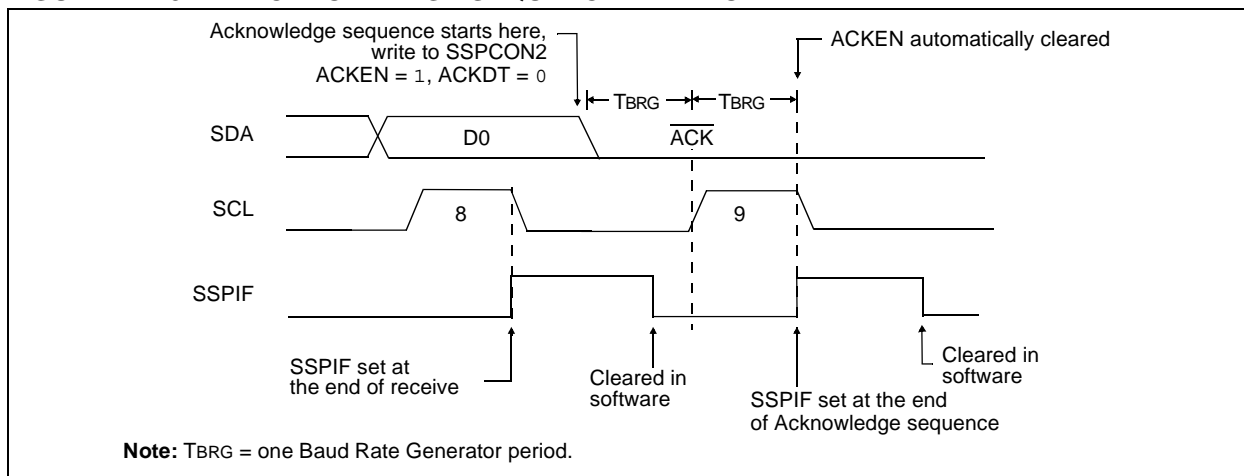 Acknowledge sequence starts here,
write to SSPCON2
ACKEN = 1, ACKDT = 0
ACKEN automatically cleared
TBRG
TBRG
SDA
D0
ACK
SCL
8
9
SSPIF
SSPIF set at
the end of receive
Cleared in
software
SSPIF set at the end
of Acknowledge sequence
Cleared in
software
Note: TBRG = one Baud Rate Generator period.